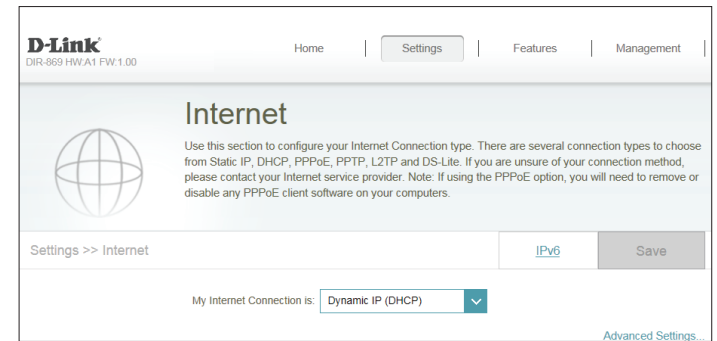 D-Link
DIR-869 HW:A1 FW:1.00
Home | Settings | Features | Management |
Internet
Use this section to configure your Internet Connection type. There are several connection types to choose
from Static IP, DHCP, PPPoE, PPTP, L2TP and DS-Lite. If you are unsure of your connection method,
please contact your Internet service provider. Note: If using the PPPoE option, you will need to remove or
disable any PPPoE client software on your computers.
Settings >> Internet IPv6 Save
My Internet Connection is: Dynamic IP (DHCP)
Advanced Settings...